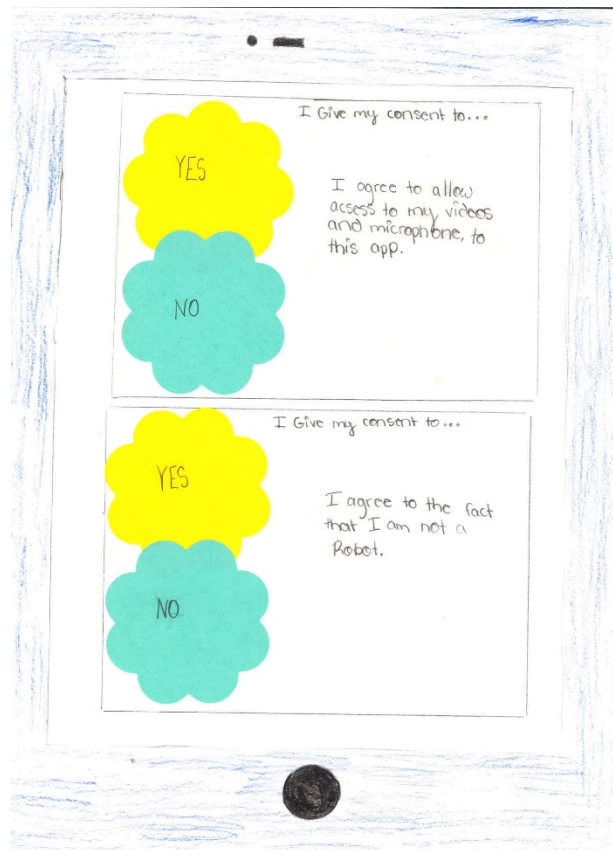 I Give my consent to...
YES
I agree to allow
acsess to my videos
and microphone, to
this app.
NO
I Give my consent to...
YES
I agree to the fact
that I am not a
Robot.
NO